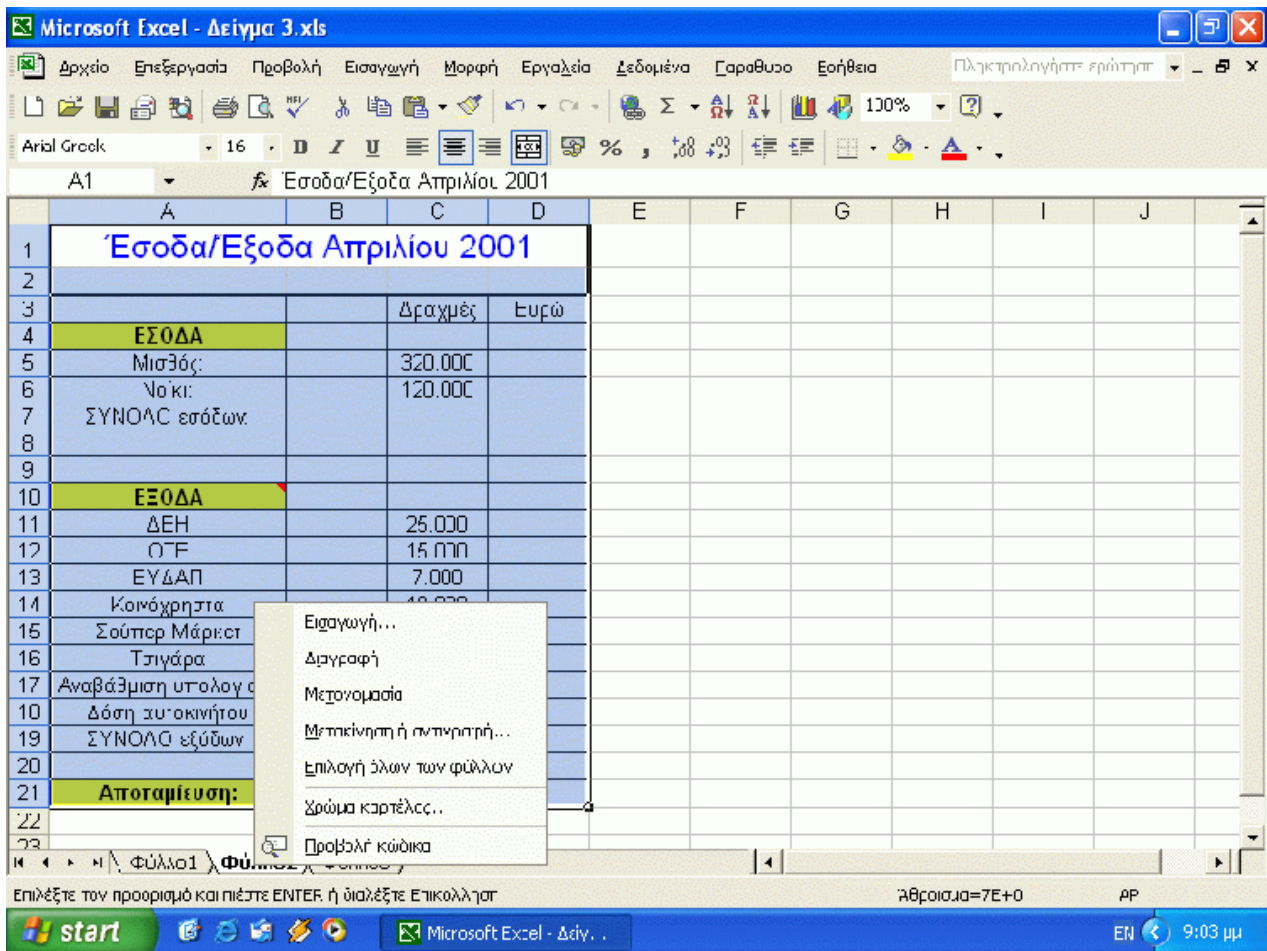 Microsoft Excel - Δείγμα 3.xls
Αρχείο Επεξεργασία Προβολή Εισαγωγή Μορφή Εργαλεία Δεδομένα Παράθυρο Βοήθεια Πληκτρολογήστε ερώτηση
100%
Arial Greek 16 B I U
A1 fx Έσοδα/Έξοδα Απριλίου 2001
A B C D E F G H I J
1 Έσοδα/Έξοδα Απριλίου 2001
2
3 Δραχμές Ευρώ
4 ΕΣΟΔΑ
5 Μισθός: 320.000
6 Νοίκι: 120.000
7 ΣΥΝΟΛΟ εσόδων:
8
9
10 ΕΞΟΔΑ
11 ΔΕΗ 25.000
12 ΟΤΕ 15.000
13 ΕΥΔΑΠ 7.000
14 Κοινόχρηστα
15 Σούπερ Μάρκετ
16 Τσιγάρα
17 Αναβάθμιση υπολογ
18 Δόση αυτοκινήτου
19 ΣΥΝΟΛΟ εξόδων
20
21 Αποταμίευση:
22
23
Εισαγωγή...
Διαγραφή
Μετονομασία
Μετακίνηση ή αντιγραφή...
Επιλογή όλων των φύλλων
Χρώμα καρτέλας...
Προβολή κώδικα
Φύλλο1
Επιλέξτε τον προορισμό και πιέστε ENTER ή διαλέξτε Επικόλληση Άθροισμα=7E+0 ΑΡ
start Microsoft Excel - Δείγ... EN 9:03 μμ